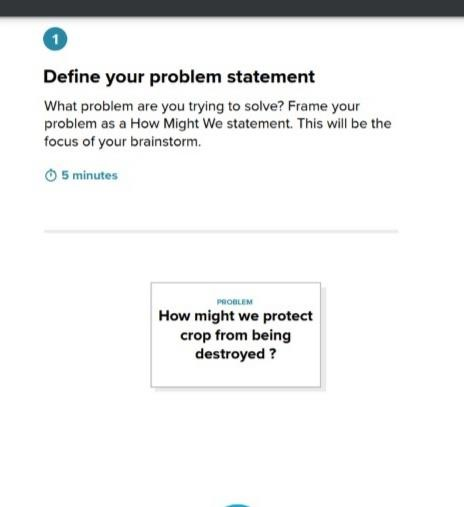 1
Define your problem statement
What problem are you trying to solve? Frame your
problem as a How Might We statement. This will be the
focus of your brainstorm.
5 minutes
PROBLEM
How might we protect
crop from being
destroyed ?